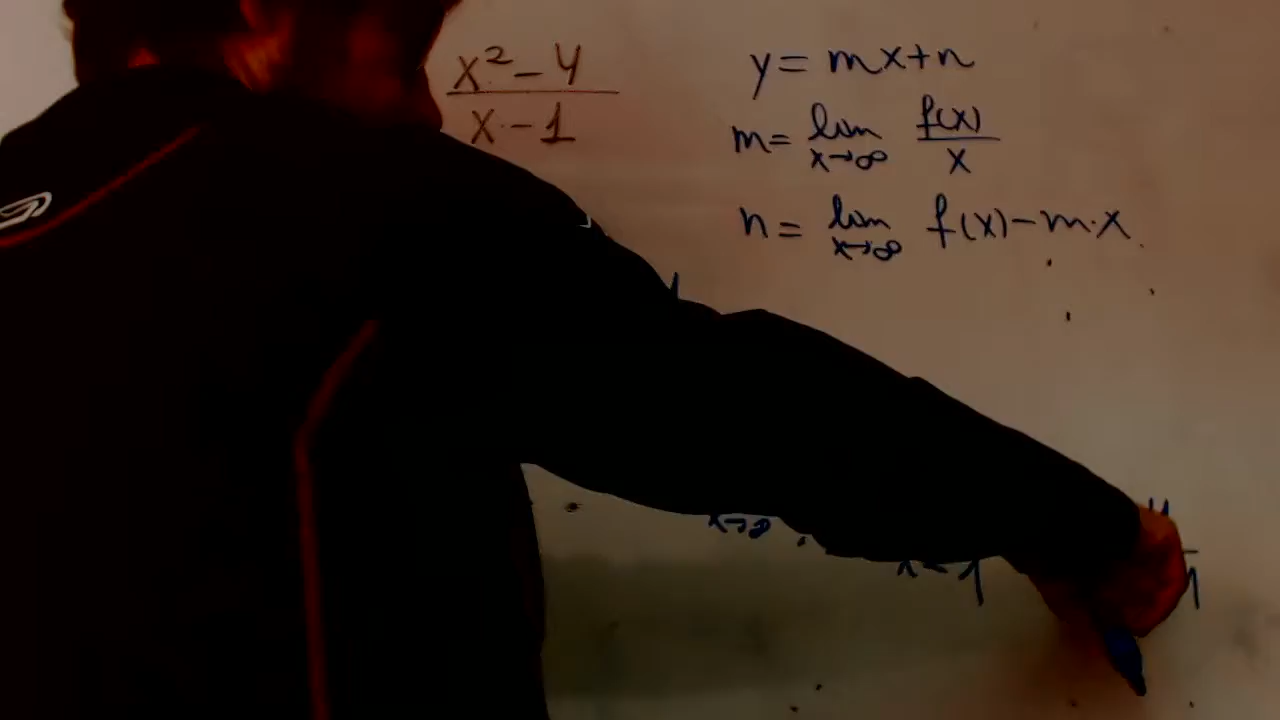 x² - 4
x - 1
y = mx + n
m = lim f(x)
x→∞ x
n = lim f(x) - m·x
x→∞
x→∞